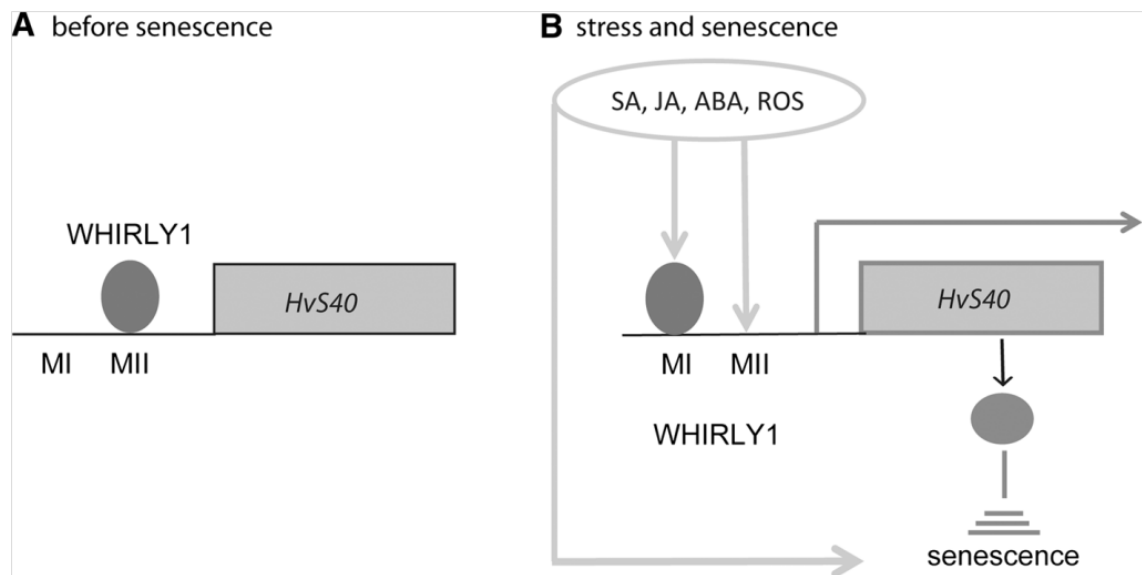 A before senescence
WHIRLY1
HvS40
MI MII
B stress and senescence
SA, JA, ABA, ROS
HvS40
MI MII
WHIRLY1
senescence